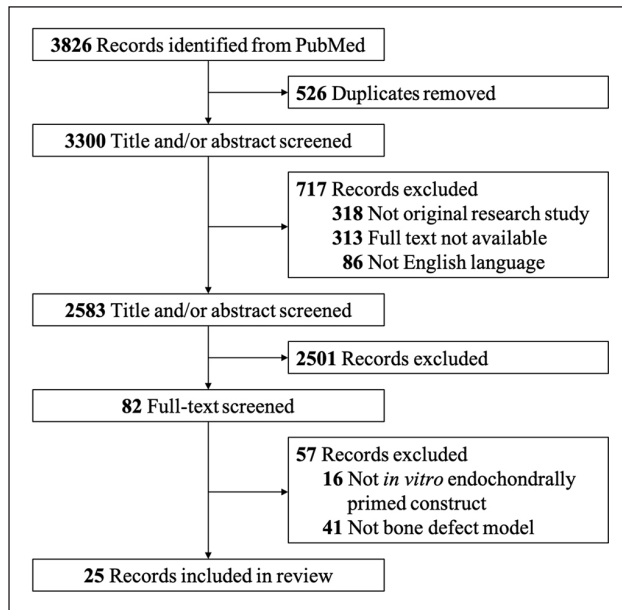 3826 Records identified from PubMed
526 Duplicates removed
3300 Title and/or abstract screened
717 Records excluded
318 Not original research study
313 Full text not available
86 Not English language
2583 Title and/or abstract screened
2501 Records excluded
82 Full-text screened
57 Records excluded
16 Not in vitro endochondrally
primed construct
41 Not bone defect model
25 Records included in review